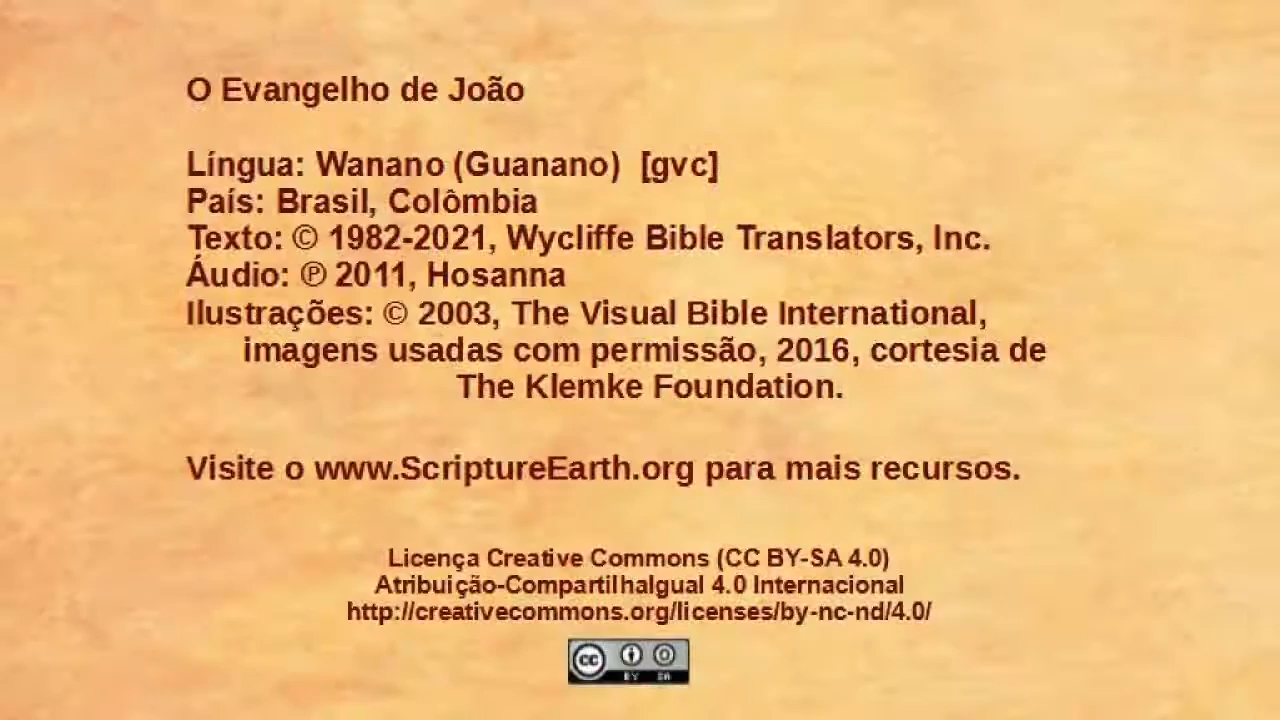 O Evangelho de João
Língua: Wanano (Guanano) [gvc]
País: Brasil, Colômbia
Texto: © 1982-2021, Wycliffe Bible Translators, Inc.
Áudio: ℗ 2011, Hosanna
Ilustrações: © 2003, The Visual Bible International,
imagens usadas com permissão, 2016, cortesia de
The Klemke Foundation.
Visite o www.ScriptureEarth.org para mais recursos.
Licença Creative Commons (CC BY-SA 4.0)
Atribuição-CompartilhaIgual 4.0 Internacional
http://creativecommons.org/licenses/by-nc-nd/4.0/
cc BY SA